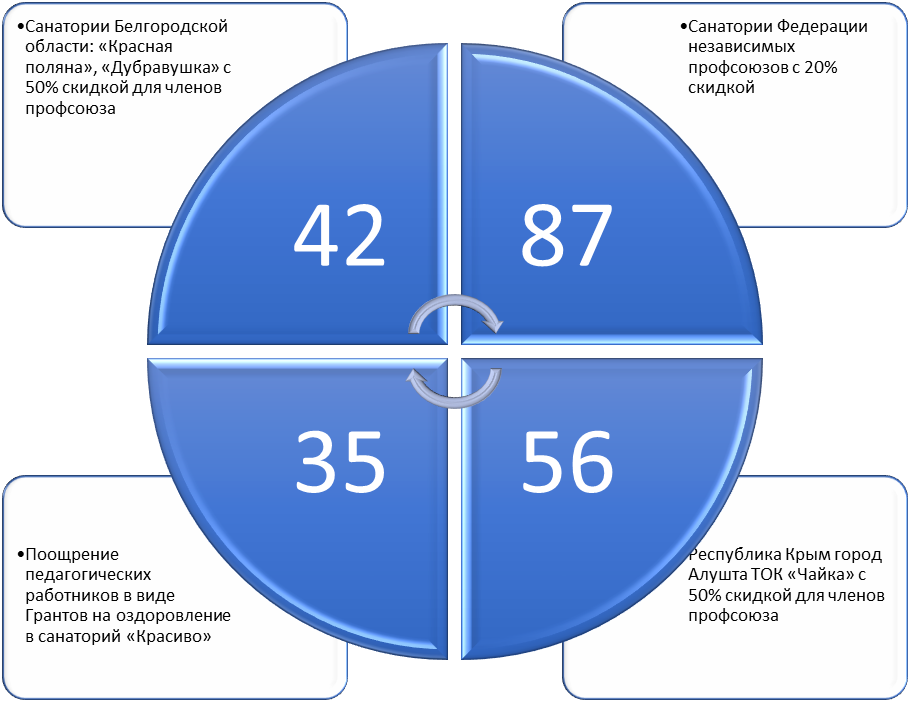 •Санатории Белгородской
области: «Красная
поляна», «Дубравушка» с
50% скидкой для членов
профсоюза
•Санатории Федерации
независимых
профсоюзов с 20%
скидкой
42
87
35
56
•Поощрение
педагогических
работников в виде
Грантов на оздоровление
в санаторий «Красиво»
Республика Крым город
Алушта ТОК «Чайка» с
50% скидкой для членов
профсоюза